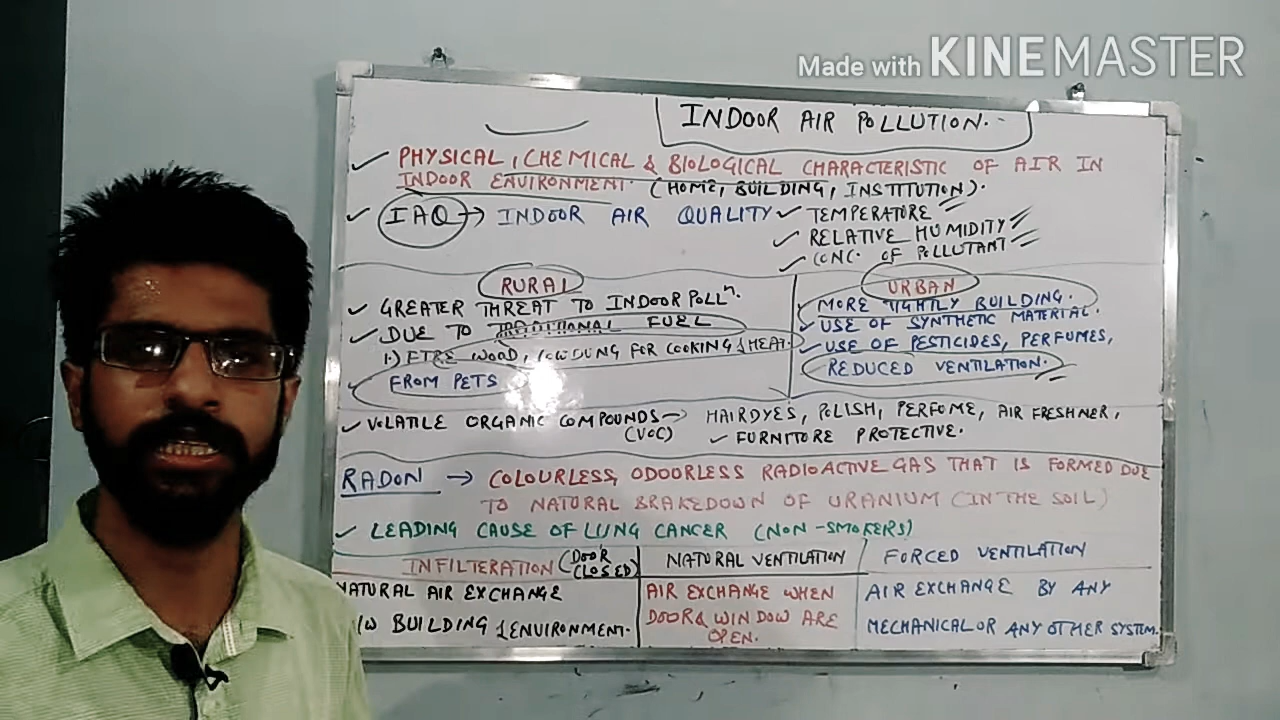 Made with KINEMASTER
INDOOR AIR POLLUTION.
PHYSICAL, CHEMICAL & BIOLOGICAL CHARACTERISTIC OF AIR IN
INDOOR ENVIRONMENT. (HOME, BUILDING, INSTITUTION).
IAQ → INDOOR AIR QUALITY ✓ TEMPERATURE
✓ RELATIVE HUMIDITY
✓ CONC. OF POLLUTANT
RURAL
✓ GREATER THREAT TO INDOOR POLLn.
✓ DUE TO FUEL
1.) FIRE WOOD, COWDUNG FOR COOKING & HEAT.
✓ FROM PETS
URBAN
✓ MORE TIGHTLY BUILDING.
✓ USE OF SYNTHETIC MATERIAL.
✓ USE OF PESTICIDES, PERFUMES,
REDUCED VENTILATION.
✓ VOLATILE ORGANIC COMPOUNDS → HAIRDYES, POLISH, PERFUME, AIR FRESHNER,
(VOC) ✓ FURNITORE PROTECTIVE.
RADON → COLOURLESS, ODOORLESS RADIOACTIVE GAS THAT IS FORMED DUE
TO NATURAL BRAKEDOWN OF URANIUM (IN THE SOIL)
✓ LEADING CAUSE OF LUNG CANCER (NON-SMOKERS)
INFILTERATION (DOOR CLOSED)
NATURAL AIR EXCHANGE
BUILDING & ENVIRONMENT.
NATURAL VENTILATION
AIR EXCHANGE WHEN
DOOR & WINDOW ARE
OPEN.
FORCED VENTILATION
AIR EXCHANGE BY ANY
MECHANICAL OR ANY OTHER SYSTEM.